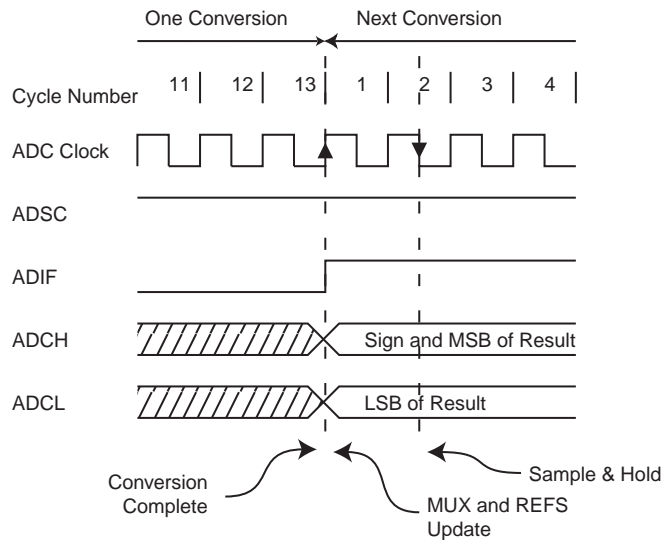 One Conversion Next Conversion
Cycle Number 11 12 13 1 2 3 4
ADC Clock
ADSC
ADIF
ADCH Sign and MSB of Result
ADCL LSB of Result
Conversion
Complete
MUX and REFS
Update
Sample & Hold